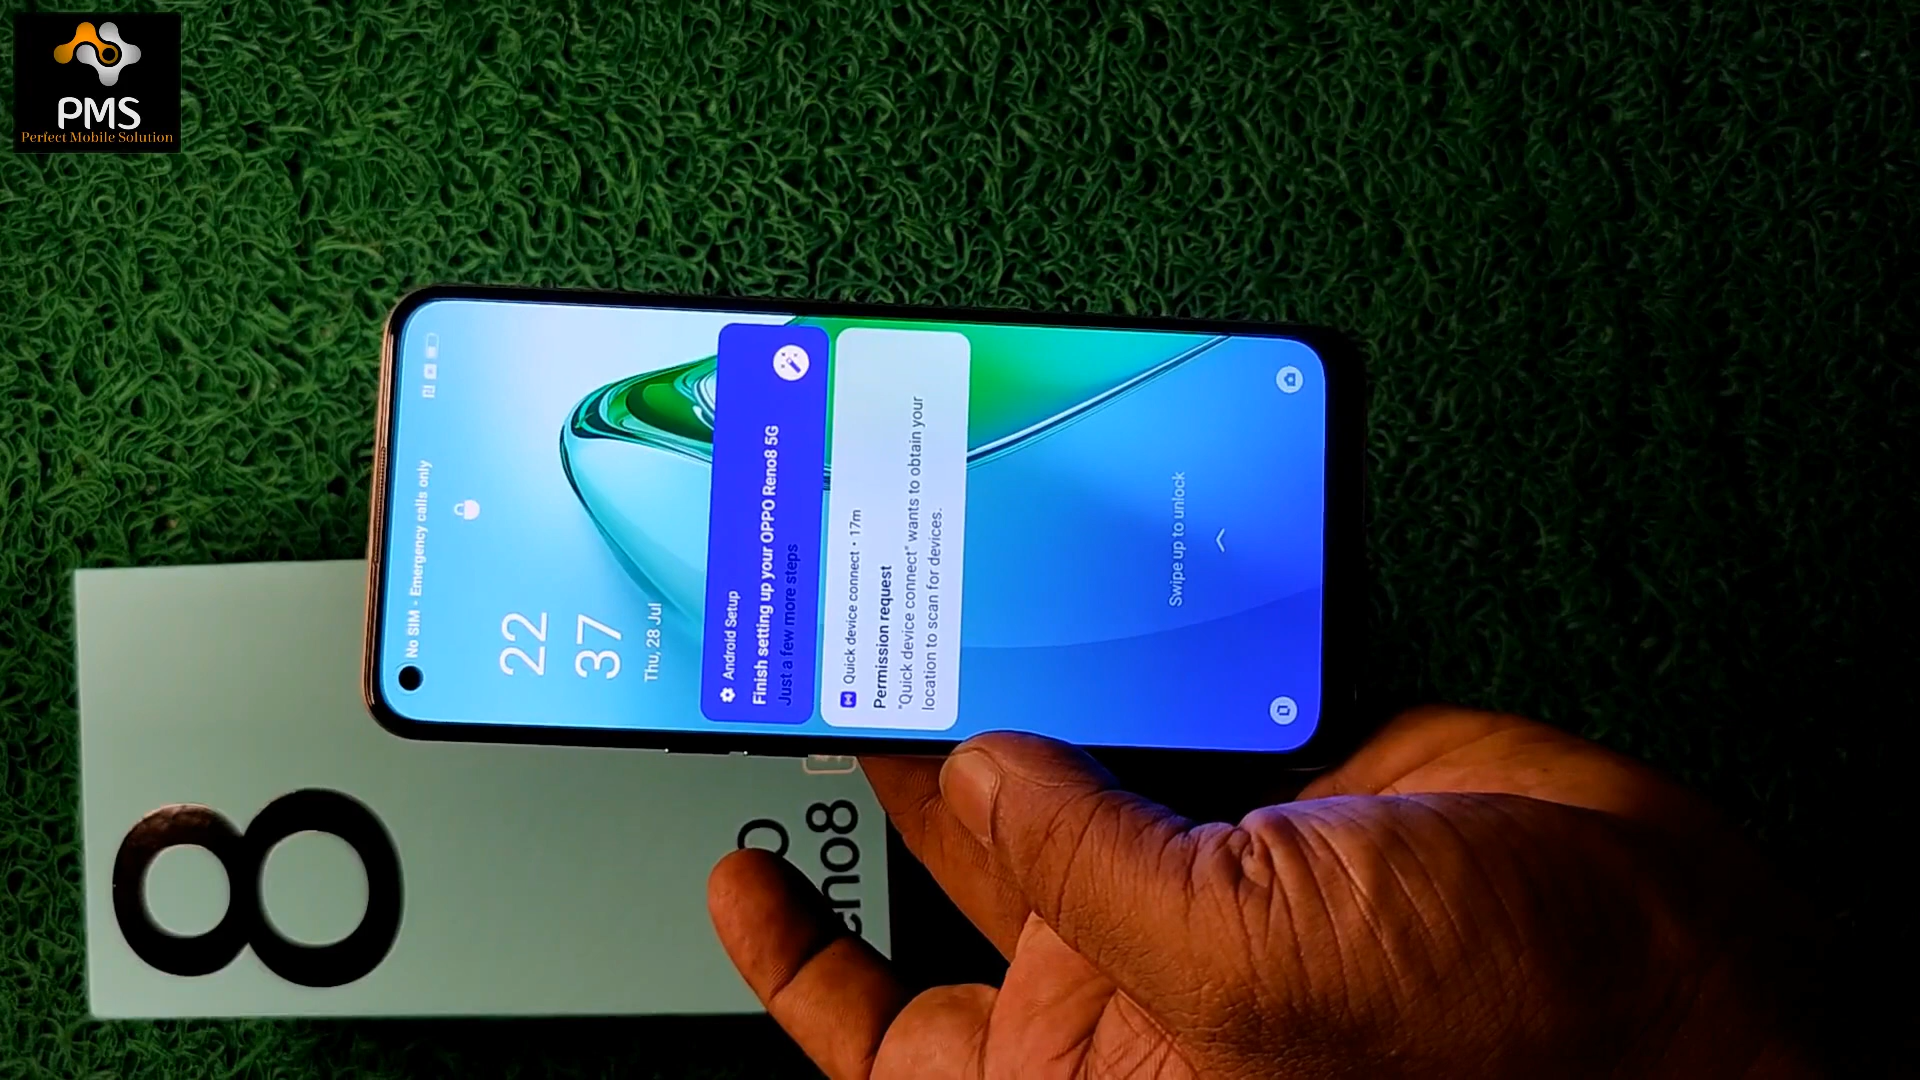 PMS
Perfect Mobile Solution
No SIM - Emergency calls only
22
37
Thu, 28 Jul
Android Setup
Finish setting up your OPPO Reno8 5G
Just a few more steps
Quick device connect • 17m
Permission request
"Quick device connect" wants to obtain your
location to scan for devices.
Swipe up to unlock
8